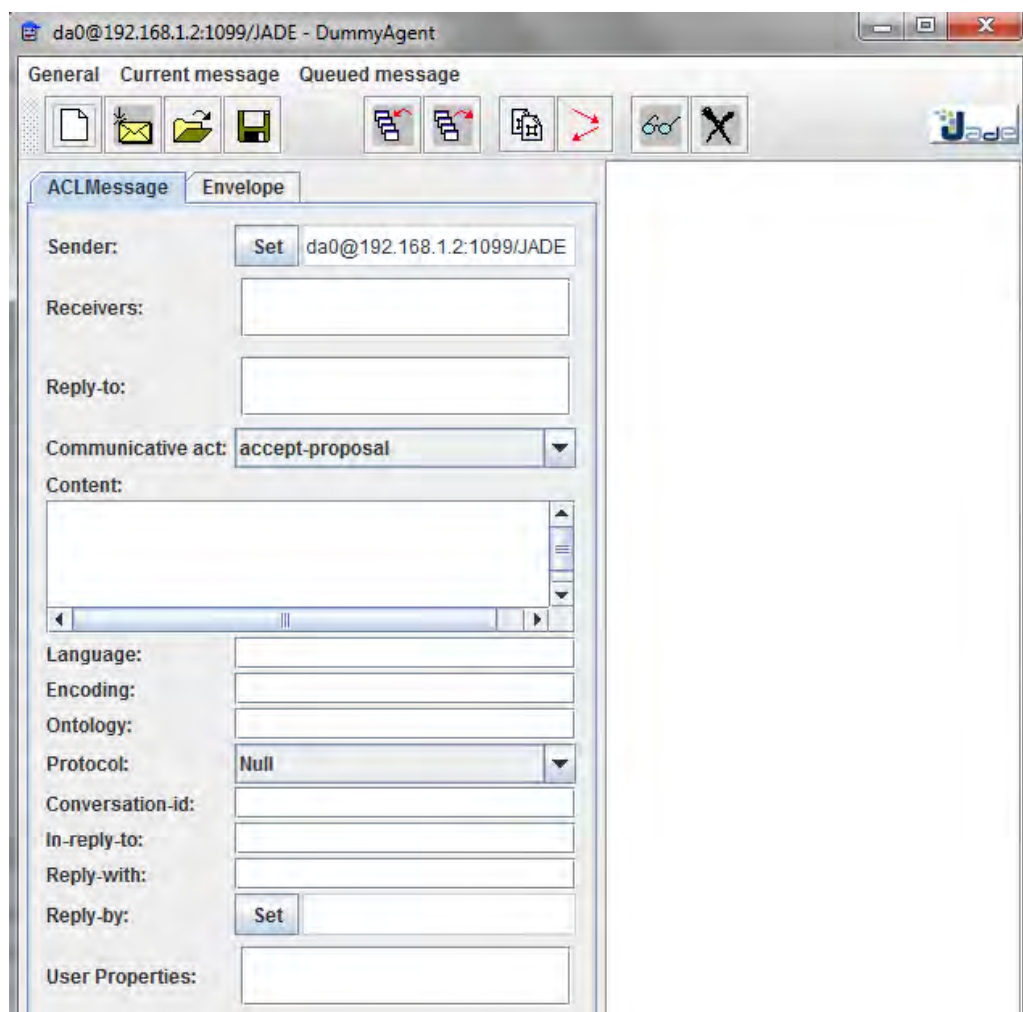 da0@192.168.1.2:1099/JADE - DummyAgent
General Current message Queued message
Jade
ACLMessage Envelope
Sender: Set da0@192.168.1.2:1099/JADE
Receivers:
Reply-to:
Communicative act: accept-proposal
Content:
Language:
Encoding:
Ontology:
Protocol: Null
Conversation-id:
In-reply-to:
Reply-with:
Reply-by: Set
User Properties: